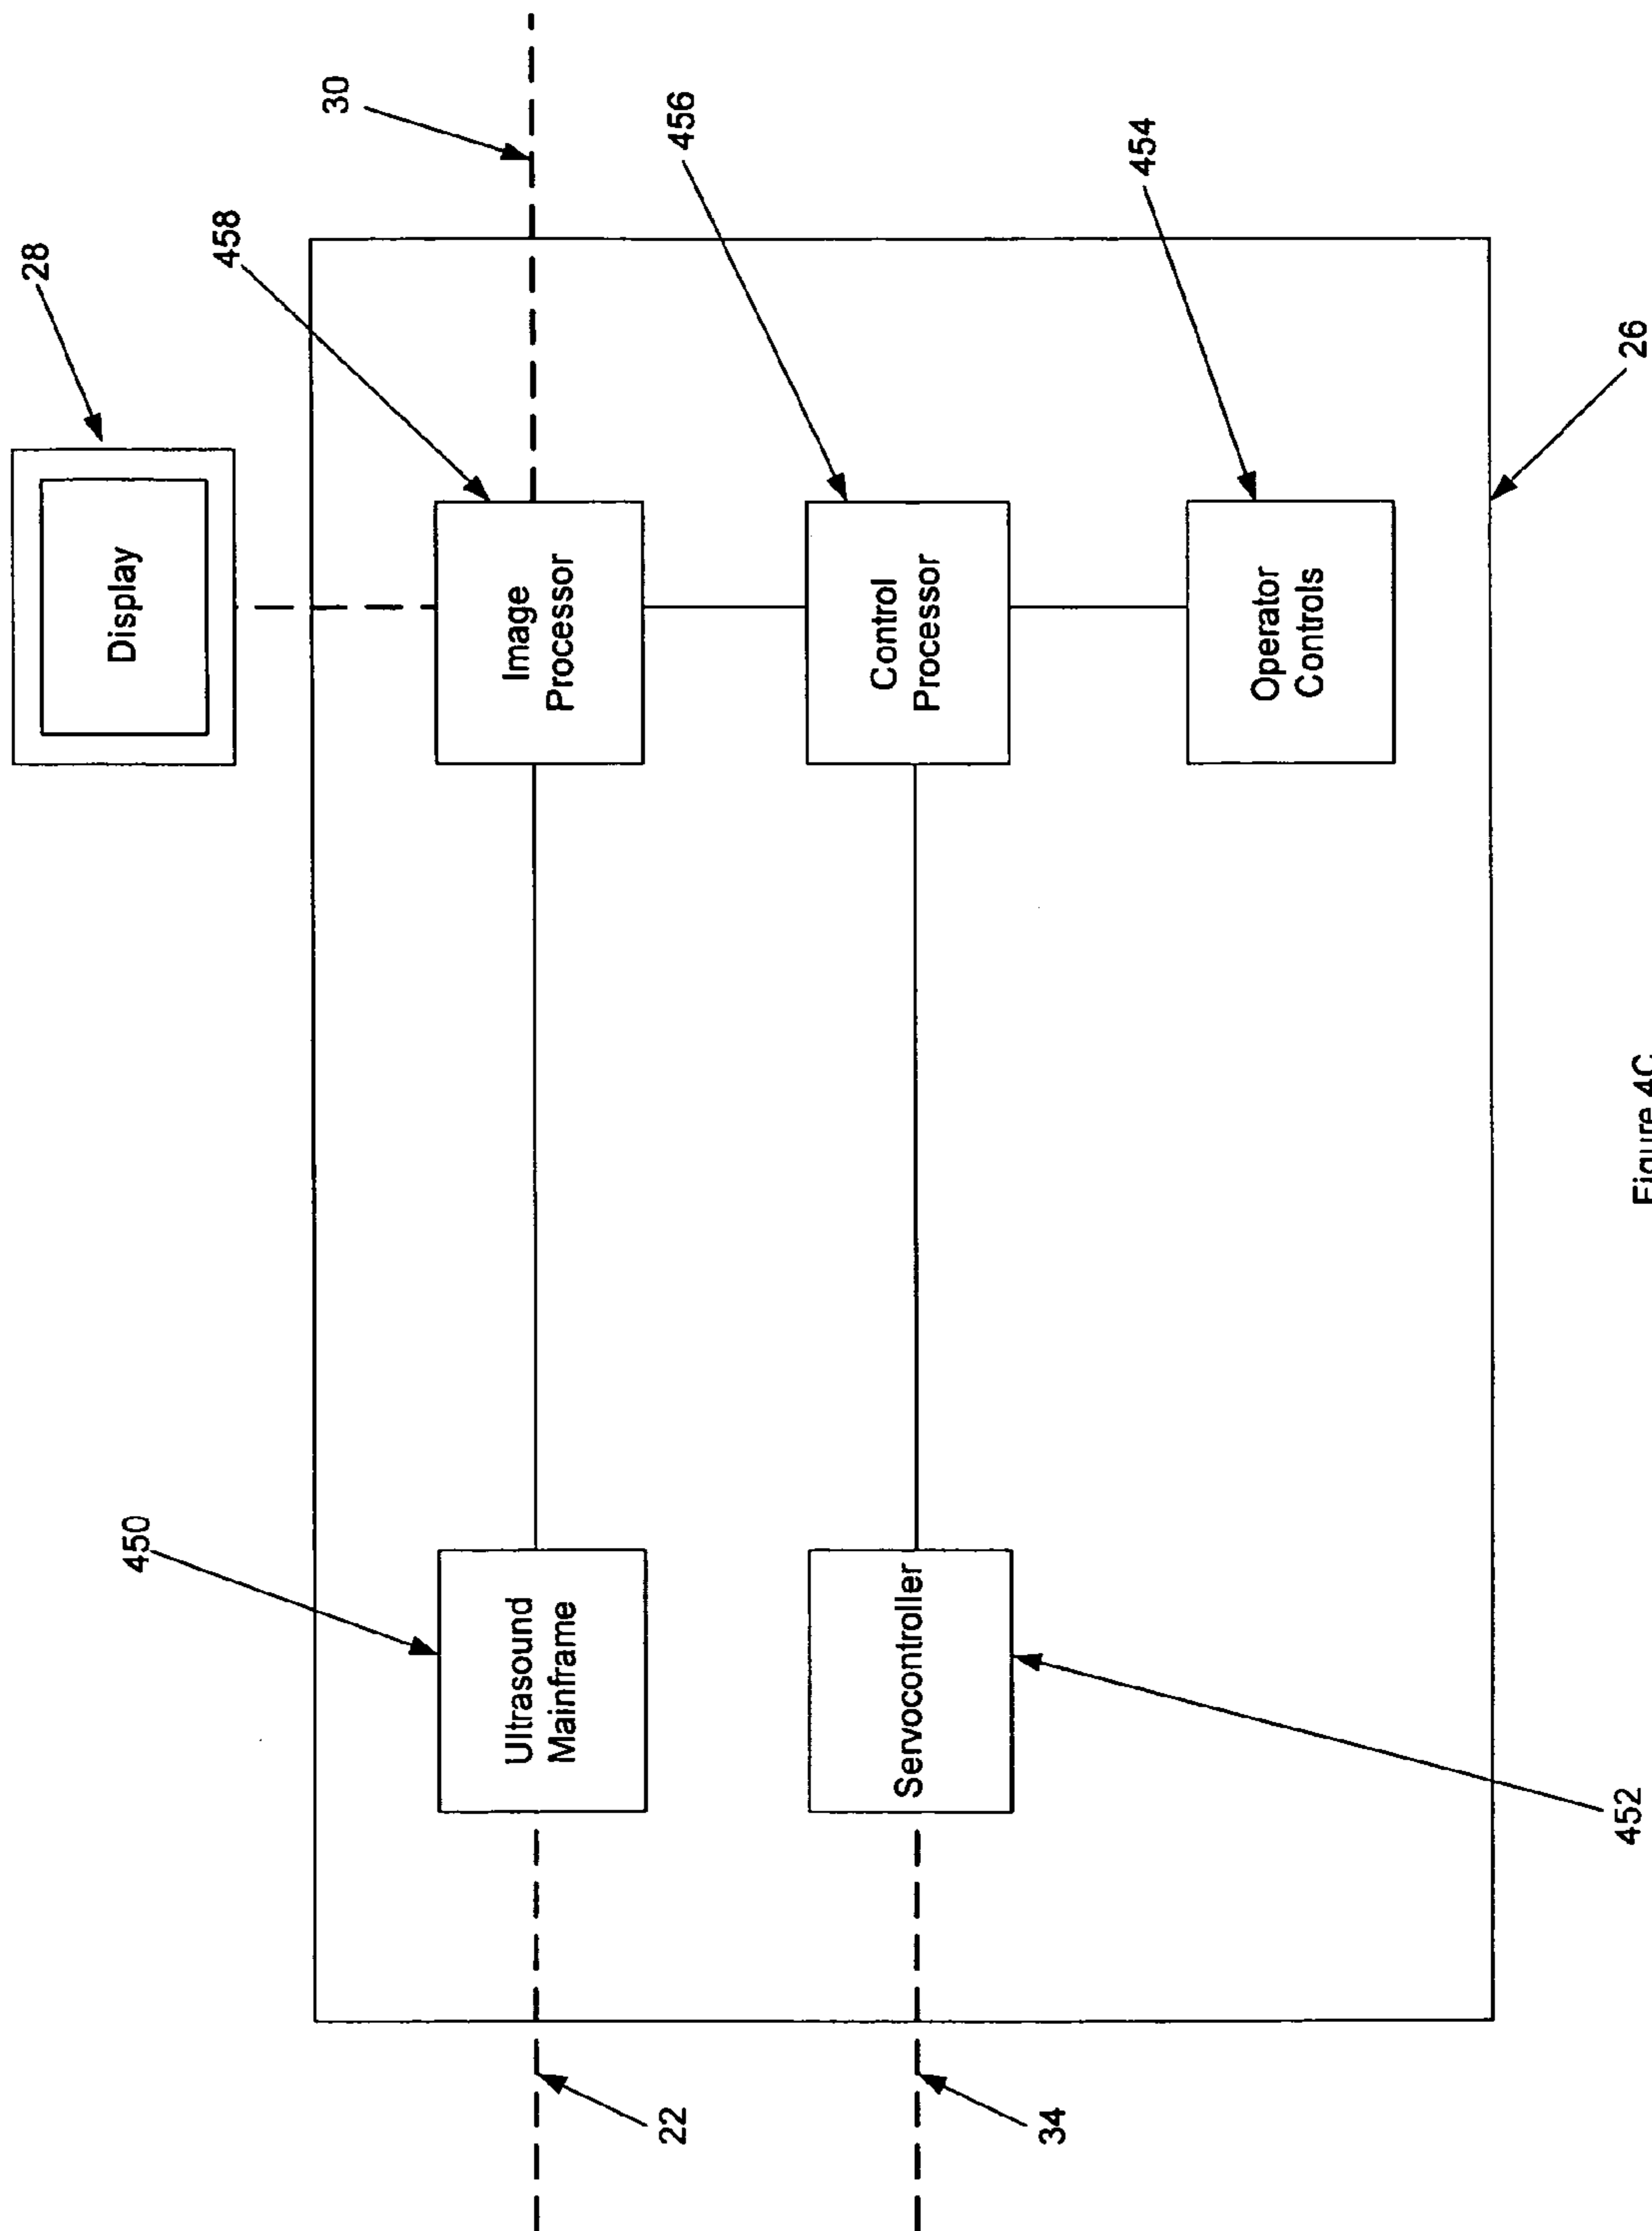 28
Display
30
458
Image
Processor
456
Control
Processor
454
Operator
Controls
450
Ultrasound
Mainframe
452
Servocontroller
22
34
26
Figure 4C